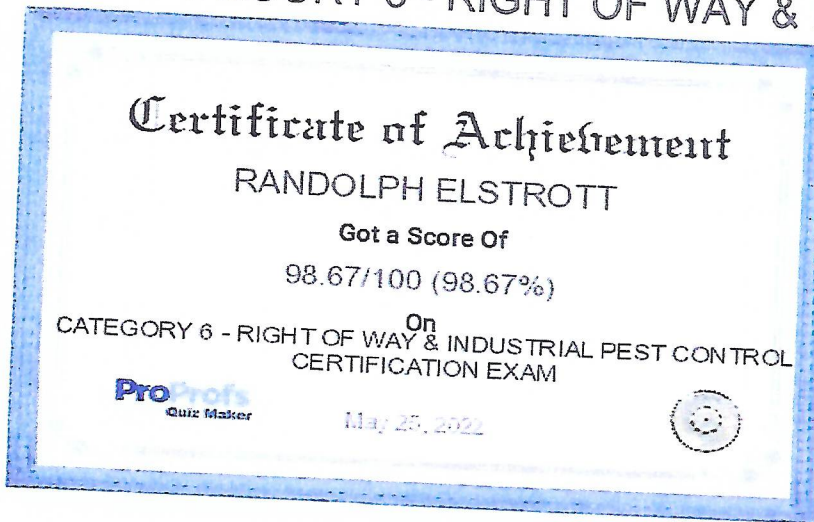 RIGHT OF WAY &
Certificate of Achievement
RANDOLPH ELSTROTT
Got a Score Of
98.67/100 (98.67%)
On
CATEGORY 6 - RIGHT OF WAY & INDUSTRIAL PEST CONTROL
CERTIFICATION EXAM
ProProfs
Quiz Maker
May 25, 2022